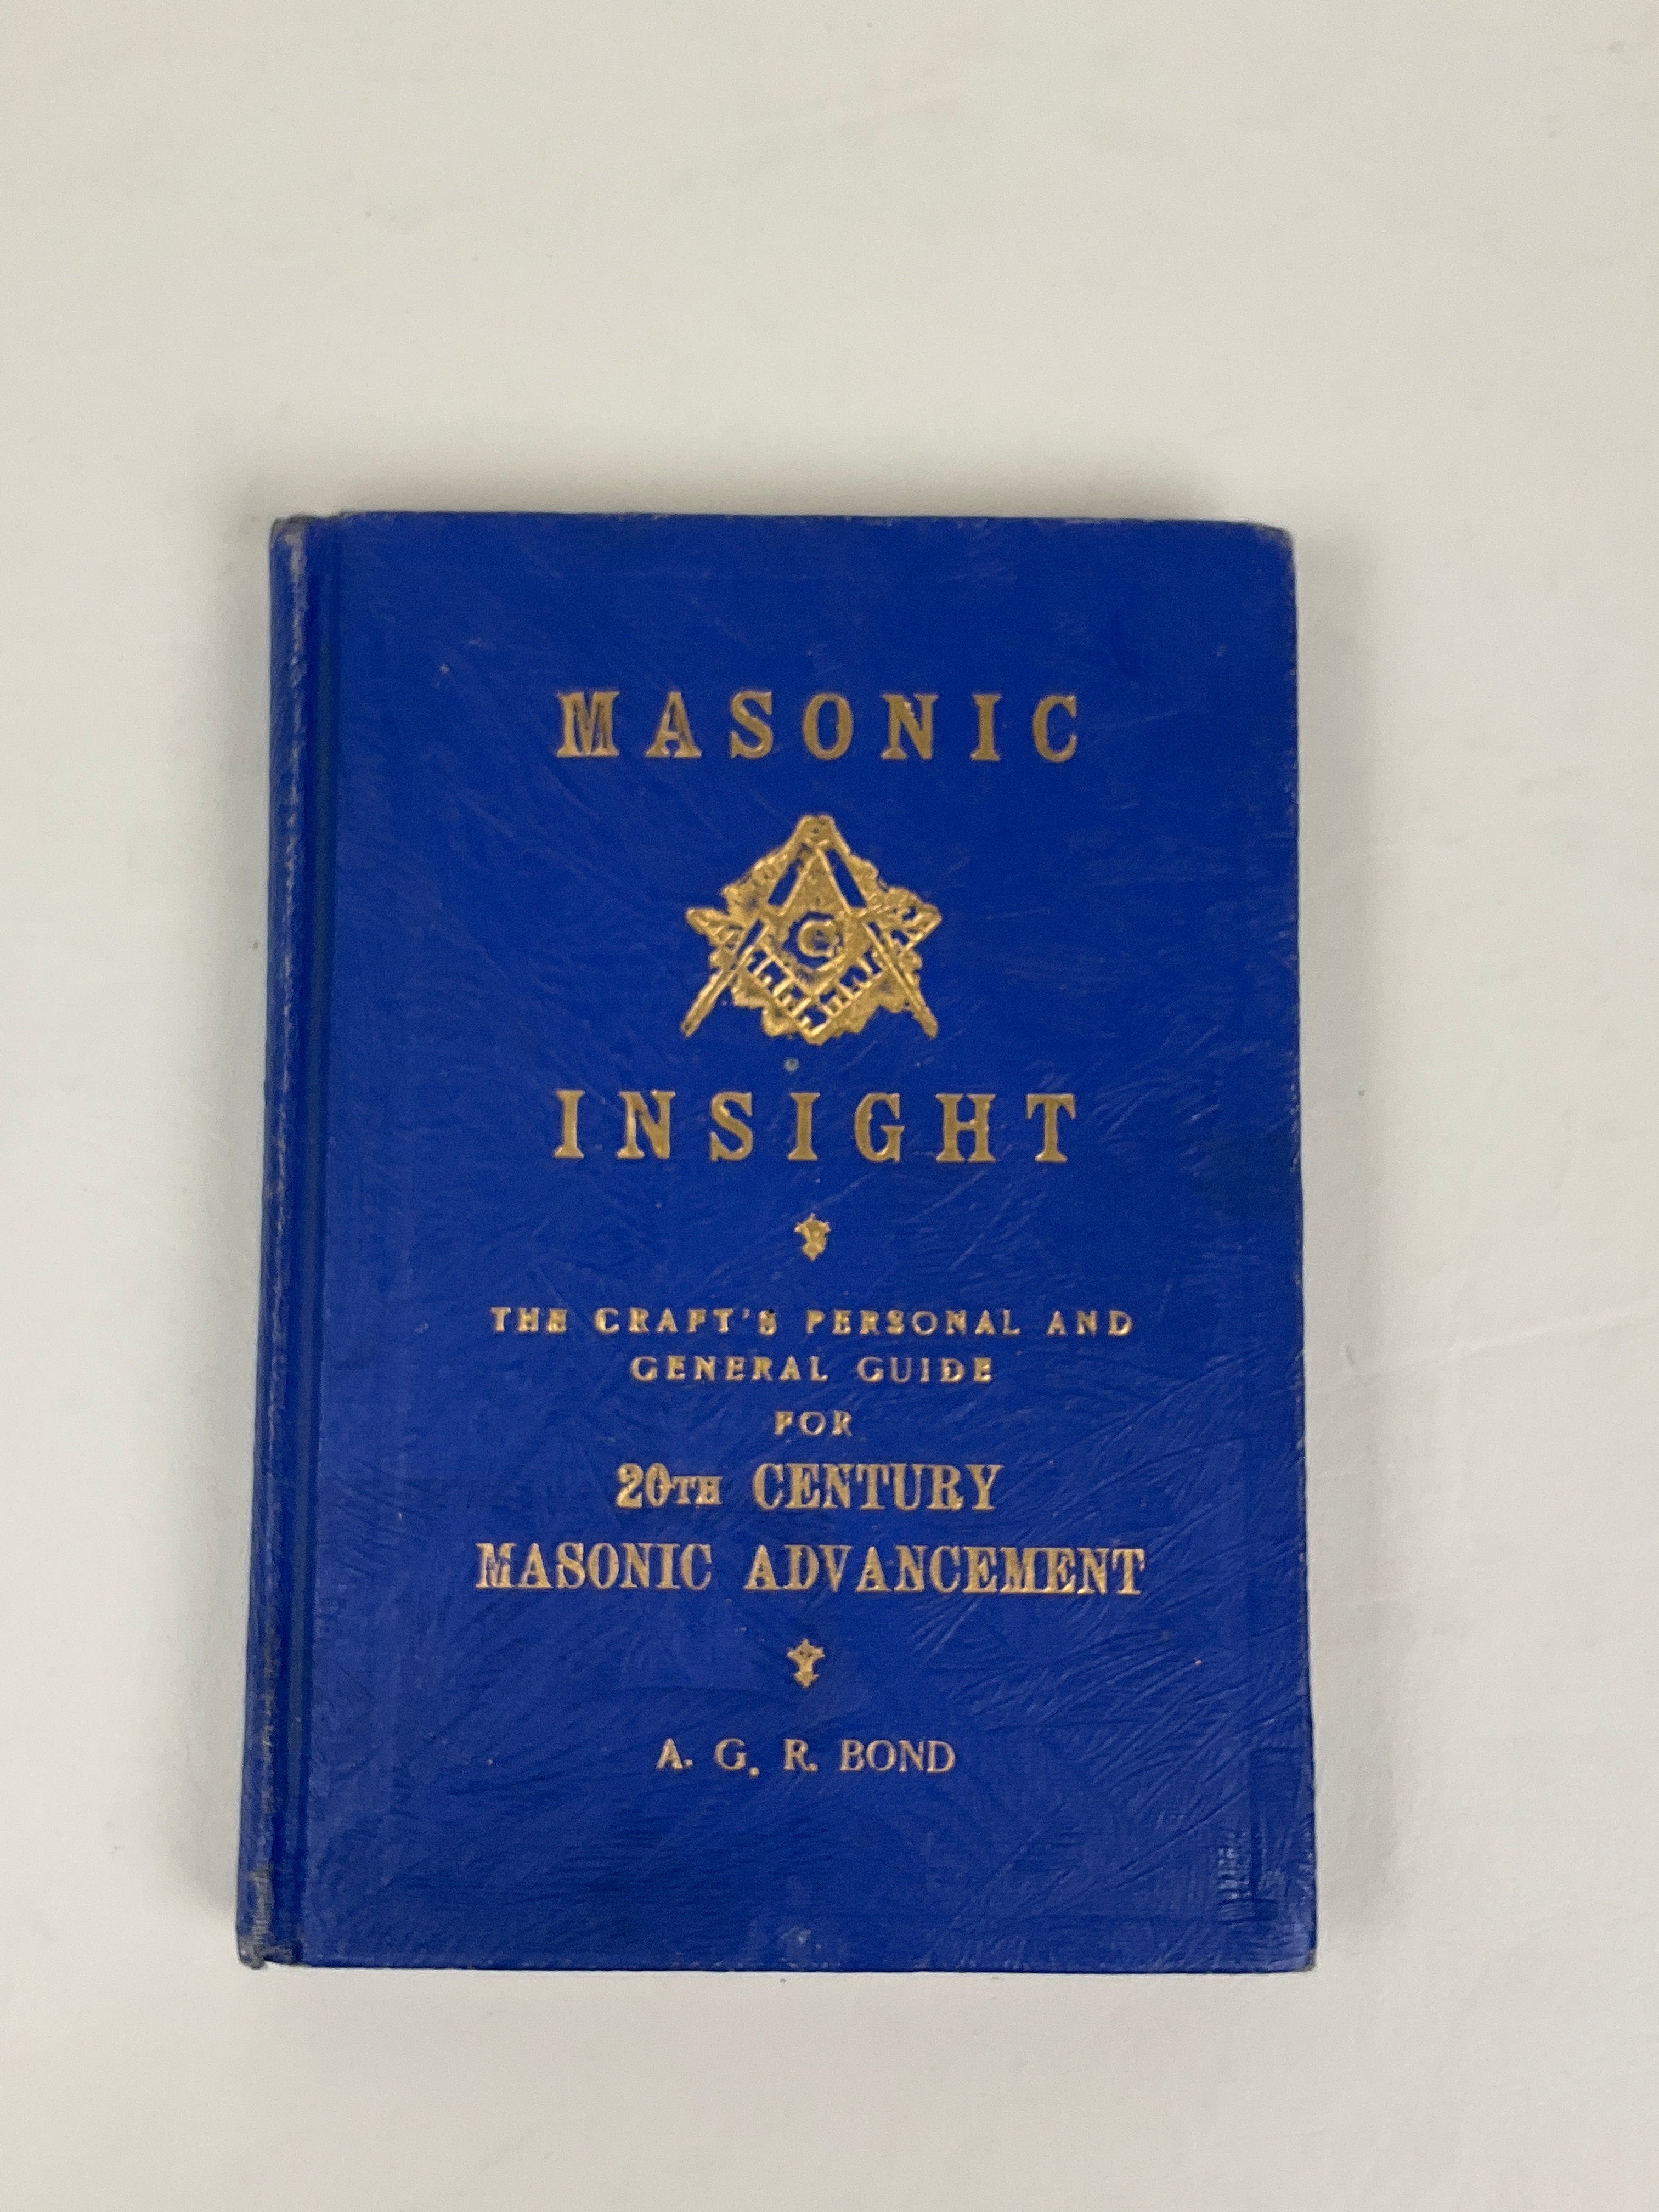 MASONIC
G
INSIGHT
THE CRAFT'S PERSONAL AND
GENERAL GUIDE
FOR
20TH CENTURY
MASONIC ADVANCEMENT
A. G. R. BOND